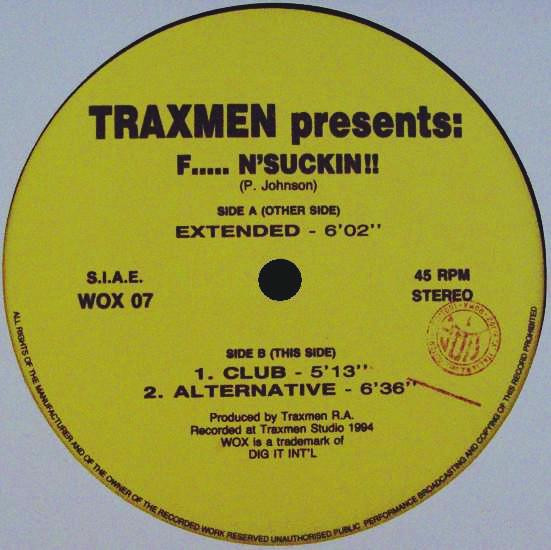 TRAXMEN presents:
F..... N'SUCKIN!!
(P. Johnson)
SIDE A (OTHER SIDE)
EXTENDED - 6'02''
S.I.A.E.
WOX 07
45 RPM
STEREO
SIDE B (THIS SIDE)
1. CLUB - 5'13''
2. ALTERNATIVE - 6'36''
Produced by Traxmen R.A.
Recorded at Traxmen Studio 1994
WOX is a trademark of
DIG IT INT'L
ALL RIGHTS OF THE MANUFACTURER AND OF THE OWNER OF THE RECORDED WORK RESERVED UNAUTHORISED PUBLIC PERFORMANCE BROADCASTING AND COPYING OF THIS RECORD PROHIBITED